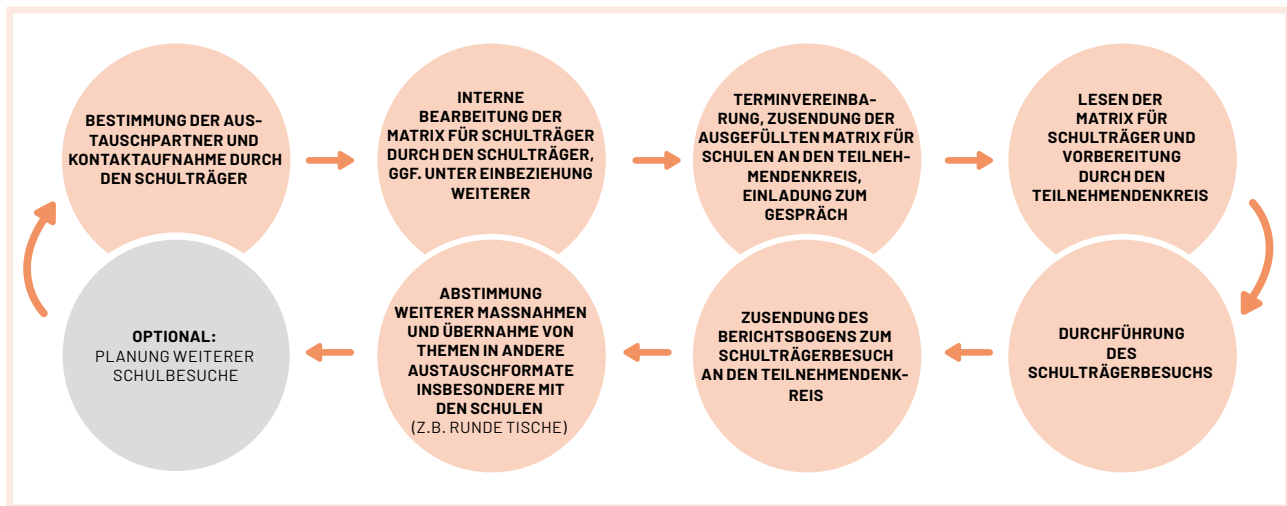 BESTIMMUNG DER AUS-
TAUSCHPARTNER UND
KONTAKTAUFNAHME DURCH
DEN SCHULTRÄGER
INTERNE
BEARBEITUNG DER
MATRIX FÜR SCHULTRÄGER
DURCH DEN SCHULTRÄGER,
GGF. UNTER EINBEZIEHUNG
WEITERER
TERMINVEREINBA-
RUNG, ZUSENDUNG DER
AUSGEFÜLLTEN MATRIX FÜR
SCHULEN AN DEN TEILNEH-
MENDENKREIS,
EINLADUNG ZUM
GESPRÄCH
LESEN DER
MATRIX FÜR
SCHULTRÄGER UND
VORBEREITUNG
DURCH DEN
TEILNEHMENDENKREIS
DURCHFÜHRUNG
DES
SCHULTRÄGERBESUCHS
ZUSENDUNG DES
BERICHTSBOGENS ZUM
SCHULTRÄGERBESUCH
AN DEN TEILNEHMENDENK-
REIS
ABSTIMMUNG
WEITERER MASSNAHMEN
UND ÜBERNAHME VON
THEMEN IN ANDERE
AUSTAUSCHFORMATE
INSBESONDERE MIT
DEN SCHULEN
(Z.B. RUNDE TISCHE)
OPTIONAL:
PLANUNG WEITERER
SCHULBESUCHE